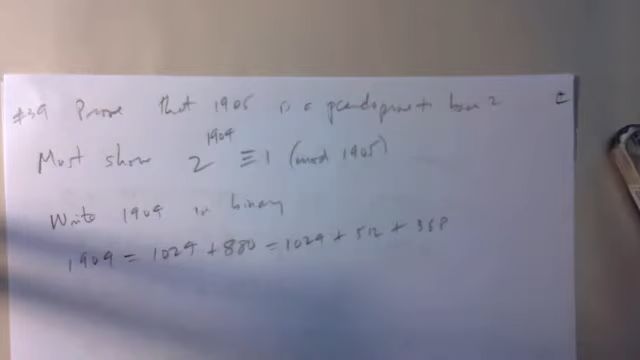 #39 Prove that 1905 is a pseudoprime to base 2
Must show 2^1904 ≡ 1 (mod 1905)
Write 1904 in binary
1904 = 1024 + 880 = 1024 + 512 + 368